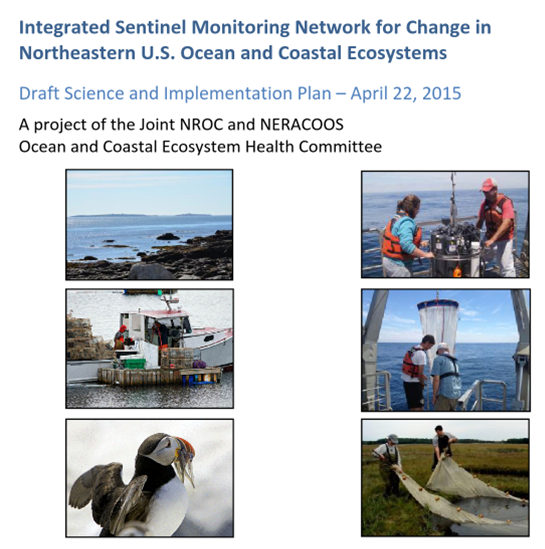 Integrated Sentinel Monitoring Network for Change in
Northeastern U.S. Ocean and Coastal Ecosystems
Draft Science and Implementation Plan – April 22, 2015
A project of the Joint NROC and NERACOOS
Ocean and Coastal Ecosystem Health Committee